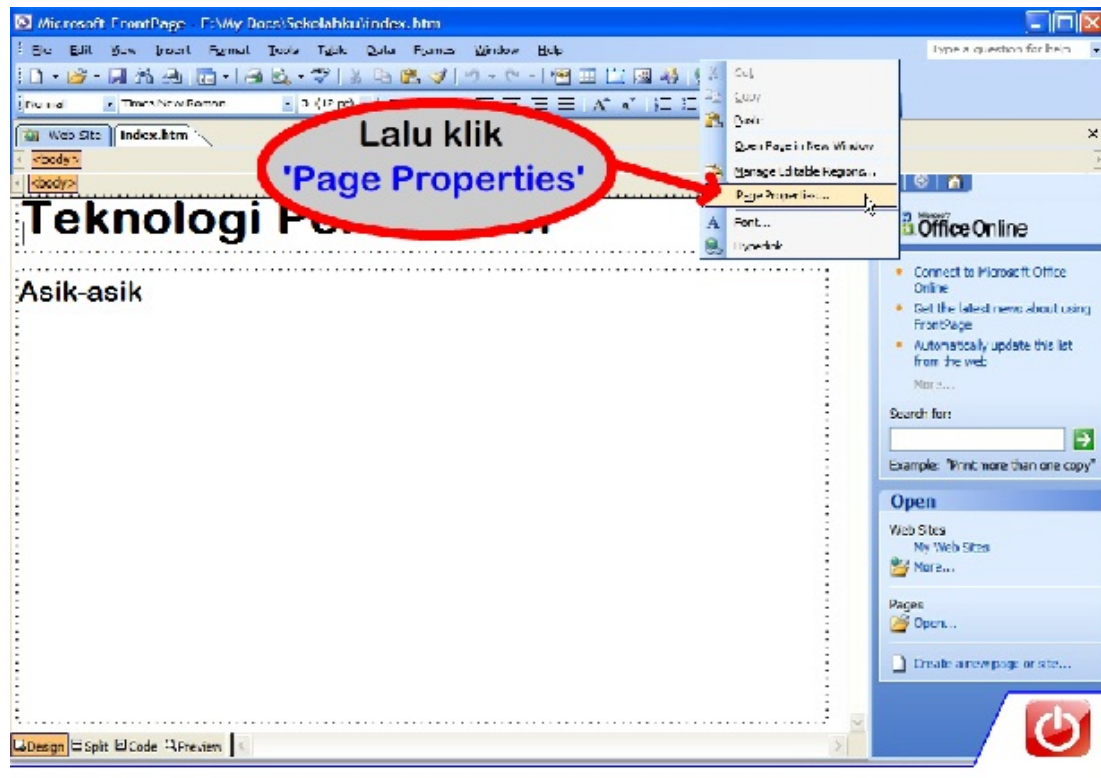 Microsoft FrontPage - F:\My Docs\Sekolahku\index.htm
File Edit View Insert Format Tools Table Data Frames Window Help
Type a question for help
Normal Times New Roman 3 (12 pt)
Web Site index.htm
<body>
<body>
Cut
Copy
Paste
Open Page in New Window
Manage Editable Regions...
Page Properties...
Font...
Hyperlink...
Lalu klik
'Page Properties'
Teknologi
Asik-asik
Microsoft
Office Online
Connect to Microsoft Office
Online
Get the latest news about using
FrontPage
Automatically update this list
from the web
More...
Search for:
Example: "Print more than one copy"
Open
Web Sites
My Web Sites
More...
Pages
Open...
Create a new page or site...
Design Split Code Preview